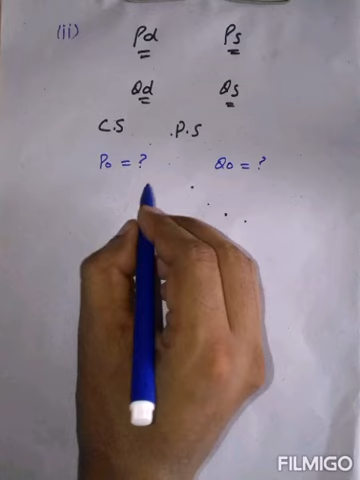 (ii) Pd Ps
Qd Qs
C.S .P.S
P₀ = ? Q₀ = ?
FILMIGO